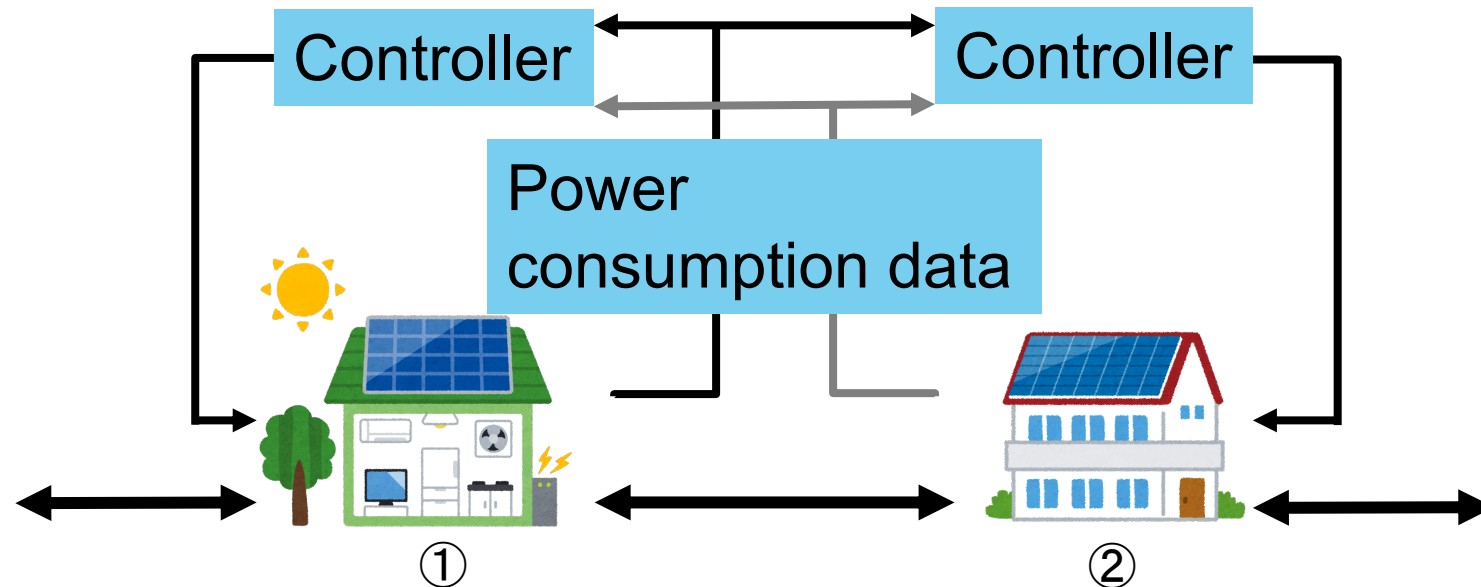 Controller
Controller
Power
consumption data
①
②